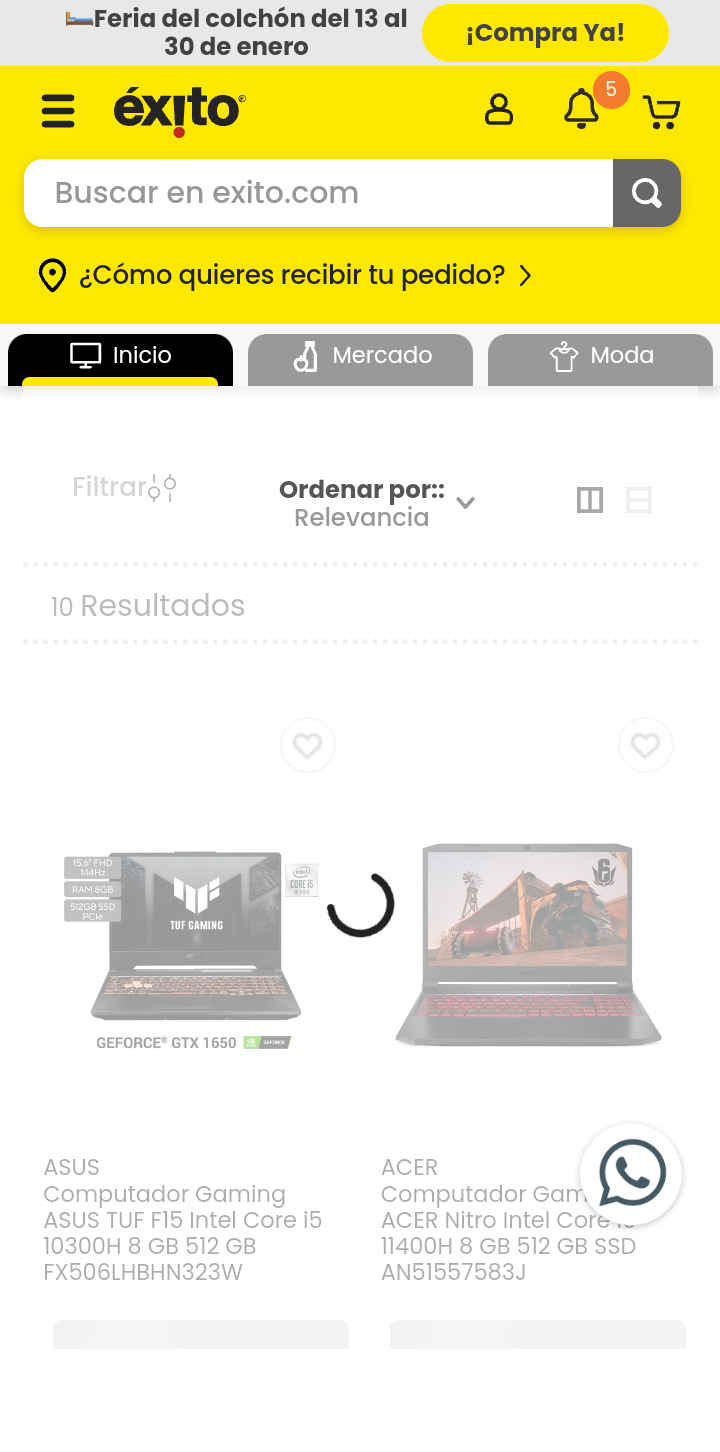 Feria del colchón del 13 al
30 de enero
¡Compra Ya!
éxito
5
Buscar en exito.com
¿Cómo quieres recibir tu pedido?
Inicio
Mercado
Moda
Filtrar
Ordenar por::
Relevancia
10 Resultados
15.6" FHD
144Hz
RAM 8GB
512GB SSD
PCIe
TUF GAMING
intel
CORE i5
GEFORCE® GTX 1650
GEFORCE
ASUS
Computador Gaming
ASUS TUF F15 Intel Core i5
10300H 8 GB 512 GB
FX506LHBHN323W
ACER
Computador Gam
ACER Nitro Intel Core
11400H 8 GB 512 GB SSD
AN51557583J